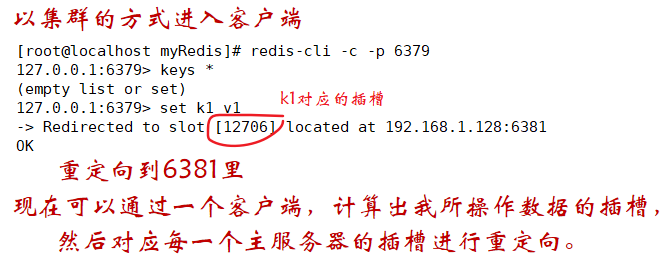 以集群的方式进入客户端
[root@localhost myRedis]# redis-cli -c -p 6379
127.0.0.1:6379> keys *
(empty list or set)
k1对应的插槽
127.0.0.1:6379> set k1 v1
-> Redirected to slot [12706] located at 192.168.1.128:6381
OK
重定向到6381里
现在可以通过一个客户端，计算出我所操作数据的插槽，
然后对应每一个主服务器的插槽进行重定向。